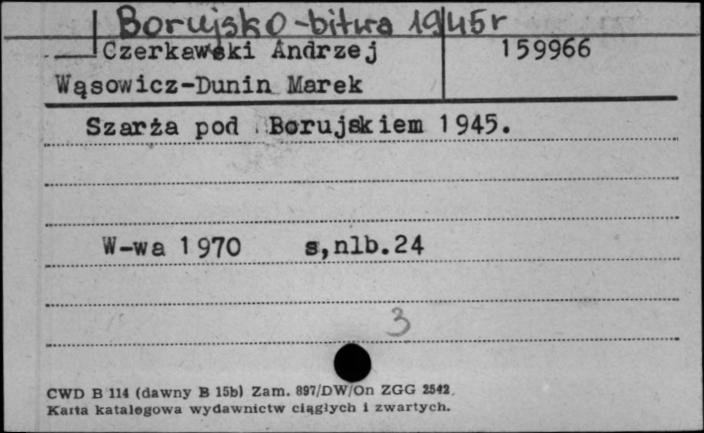 Borujsko-bitwa 1945r
Czerkawski Andrzej 159966
Wąsowicz-Dunin Marek
Szarża pod Borujskiem 1945.
W-wa 1970 s,nlb.24
3
CWD B 114 (dawny B 15b) Zam. 897/DW/On ZGG 2542.
Karta katalogowa wydawnictw ciągłych i zwartych.